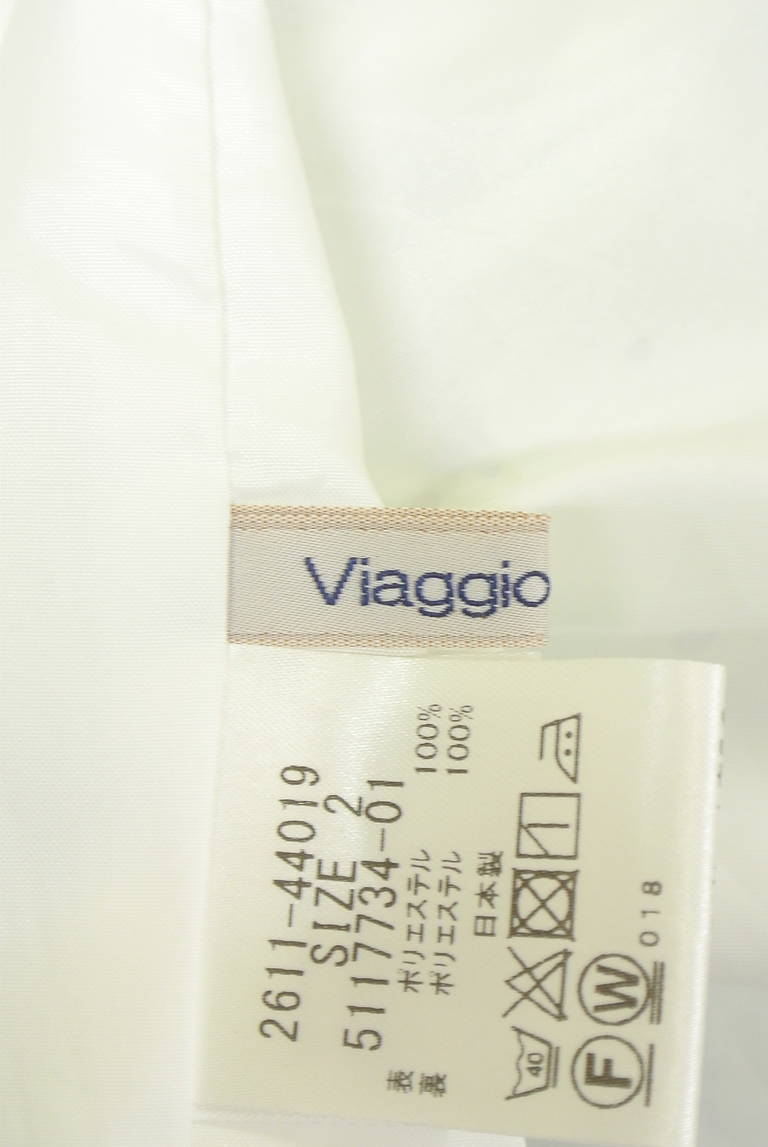 Viaggio
2611-44019
SIZE 2
5117734-01
表 ポリエステル 100%
裏 ポリエステル 100%
日本製
40
F W
018